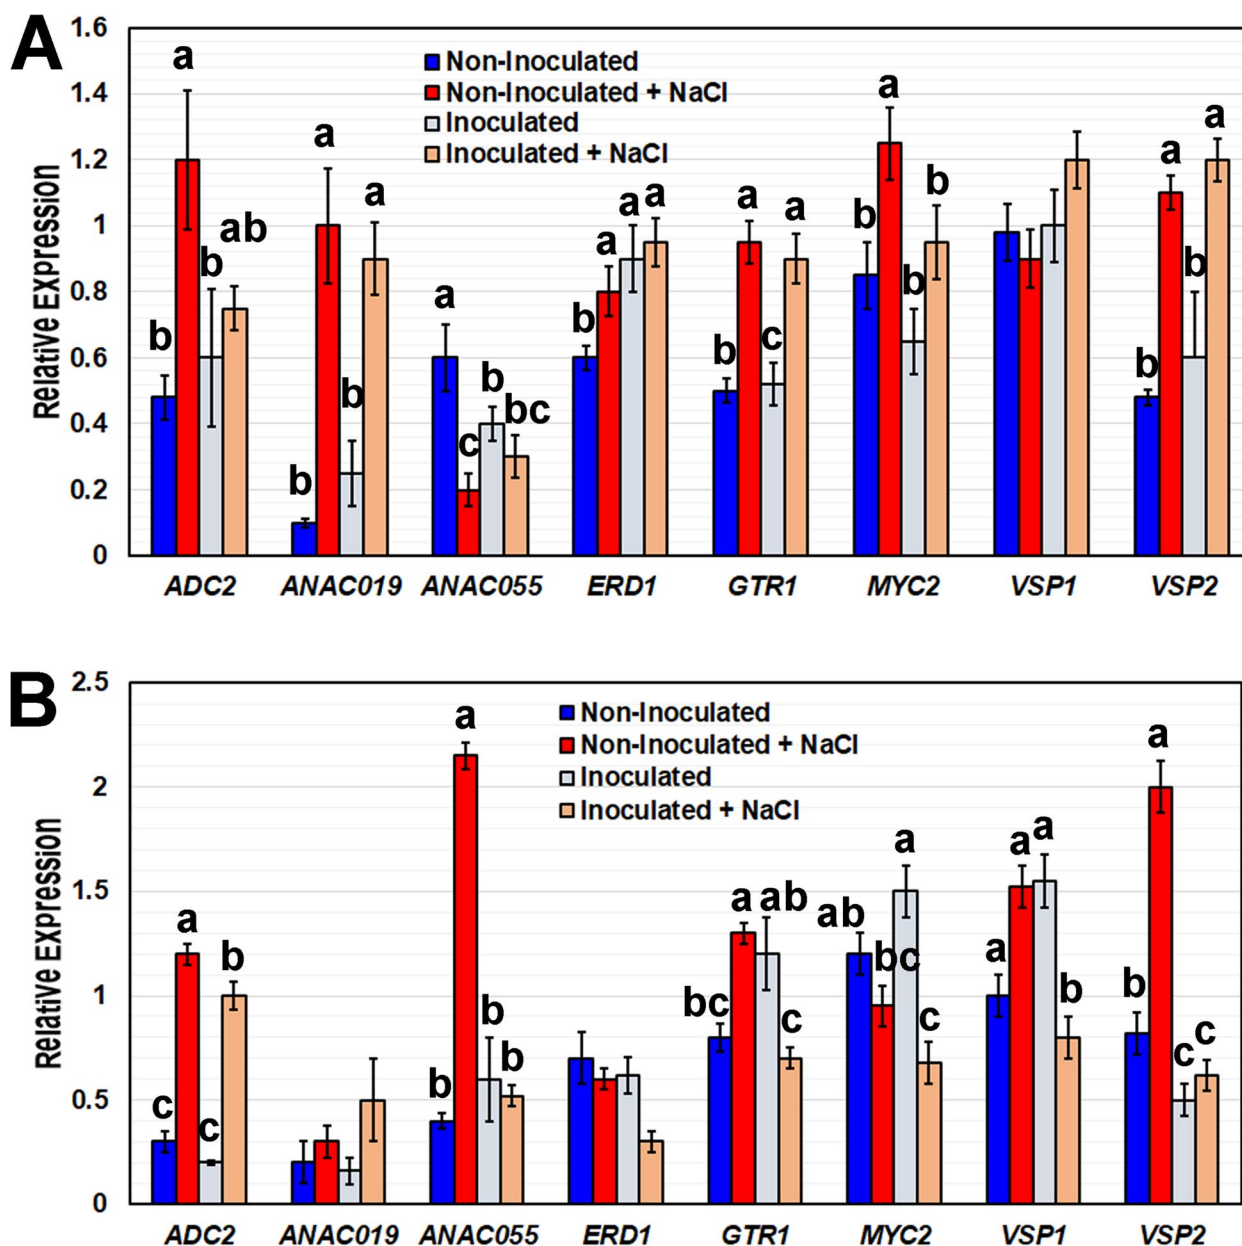 A
1.6
1.4
1.2
1
0.8
0.6
0.4
0.2
0
Relative Expression
Non-Inoculated
Non-Inoculated + NaCl
Inoculated
Inoculated + NaCl
b a b ab
b a b a
a c b bc
b a a a
b a c a
b a b b
b a b a
ADC2 ANAC019 ANAC055 ERD1 GTR1 MYC2 VSP1 VSP2
B
2.5
2
1.5
1
0.5
0
Relative Expression
Non-Inoculated
Non-Inoculated + NaCl
Inoculated
Inoculated + NaCl
c a c b
b a b b
bc a ab c
ab bc a c
a a a b
b a c c
ADC2 ANAC019 ANAC055 ERD1 GTR1 MYC2 VSP1 VSP2